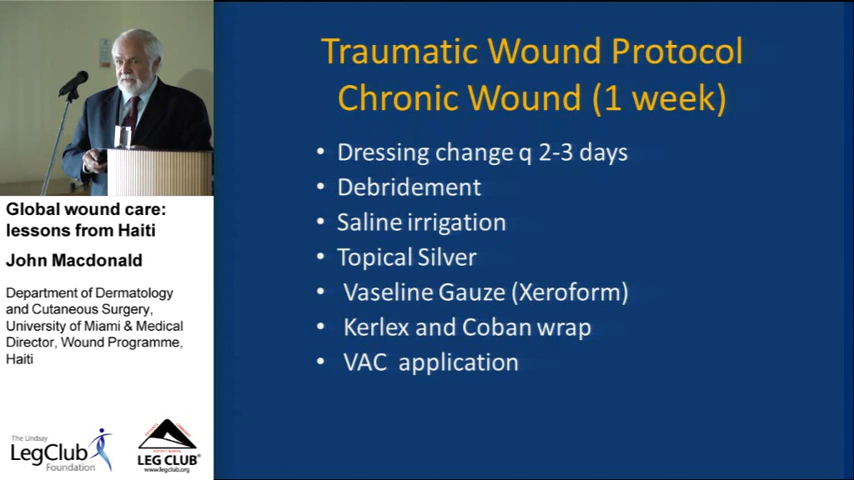 Traumatic Wound Protocol
Chronic Wound (1 week)
• Dressing change q 2-3 days
• Debridement
• Saline irrigation
• Topical Silver
• Vaseline Gauze (Xeroform)
• Kerlex and Coban wrap
• VAC application
Global wound care:
lessons from Haiti
John Macdonald
Department of Dermatology
and Cutaneous Surgery,
University of Miami & Medical
Director, Wound Programme,
Haiti
The Lindsay
LegClub
Foundation
LEG CLUB®
www.legclub.org